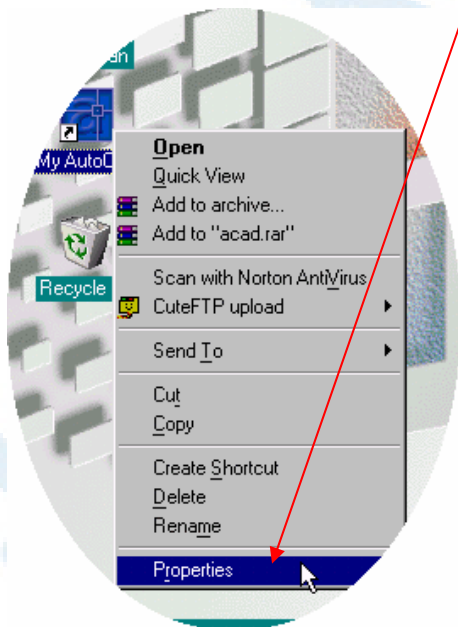 an
My AutoC
Open
Quick View
Add to archive...
Add to "acad.rar"
Recycle
Scan with Norton AntiVirus
CuteFTP upload
Send To
Cut
Copy
Create Shortcut
Delete
Rename
Properties